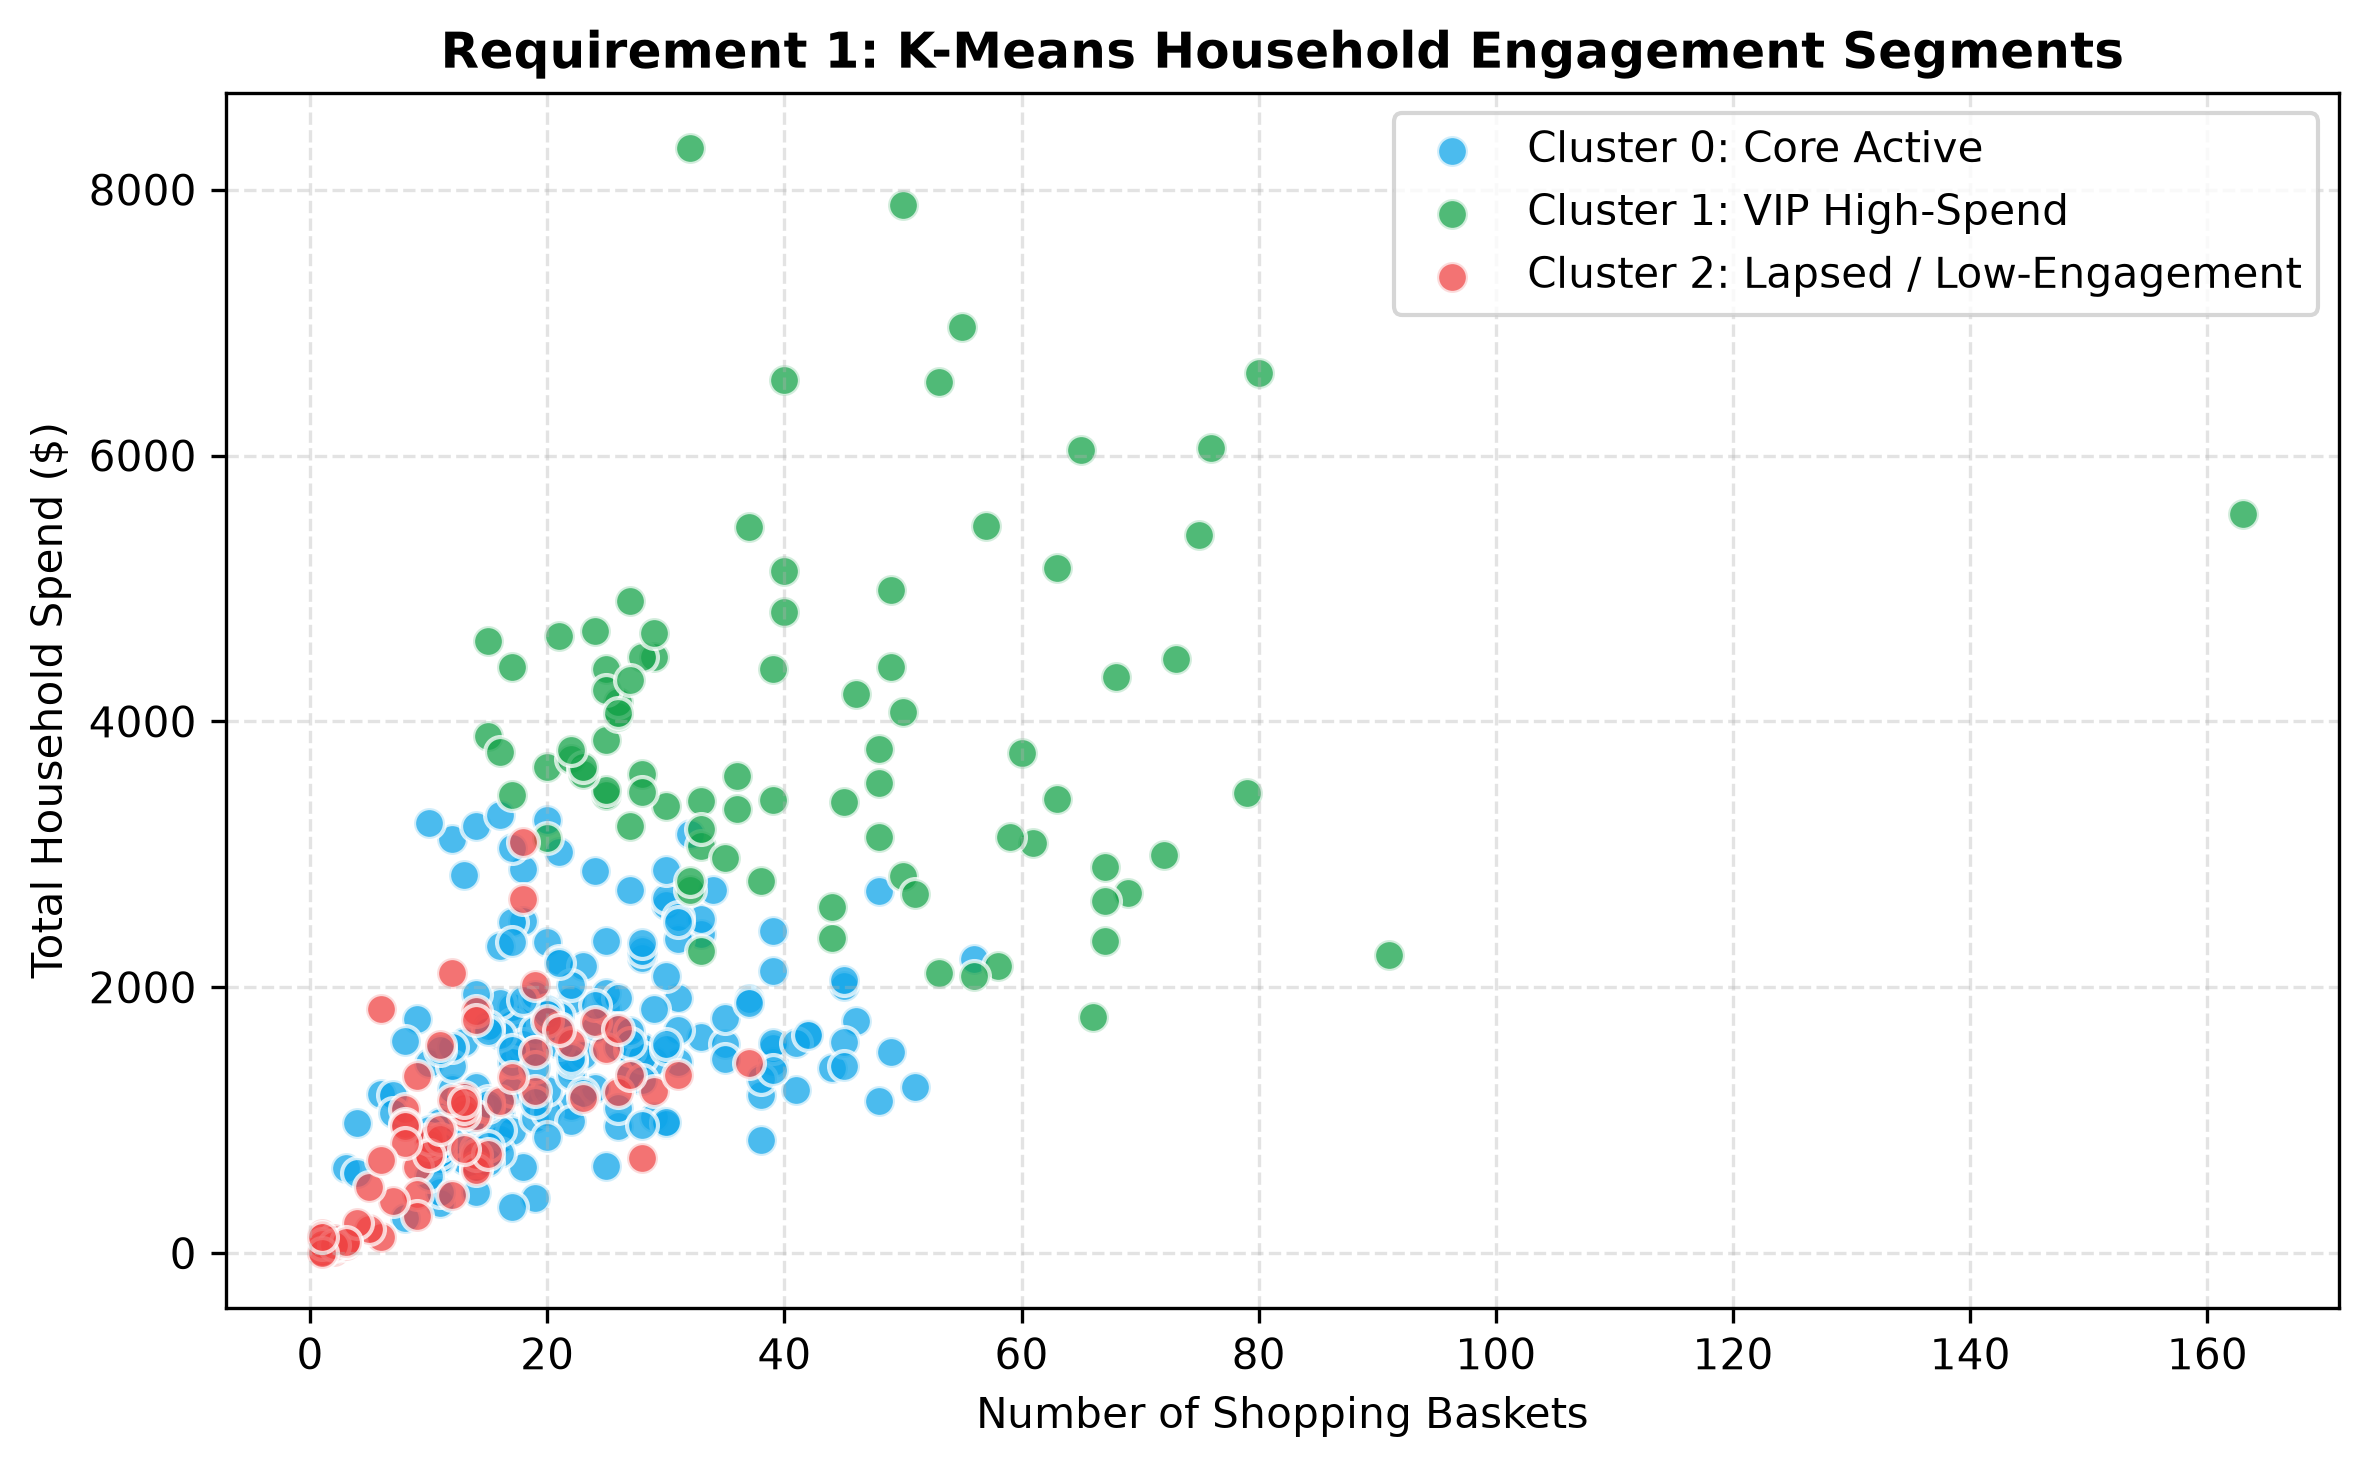 Requirement 1: K-Means Household Engagement Segments
Cluster 0: Core Active
Cluster 1: VIP High-Spend
Cluster 2: Lapsed / Low-Engagement
Total Household Spend ($)
8000
6000
4000
2000
0
0 20 40 60 80 100 120 140 160
Number of Shopping Baskets